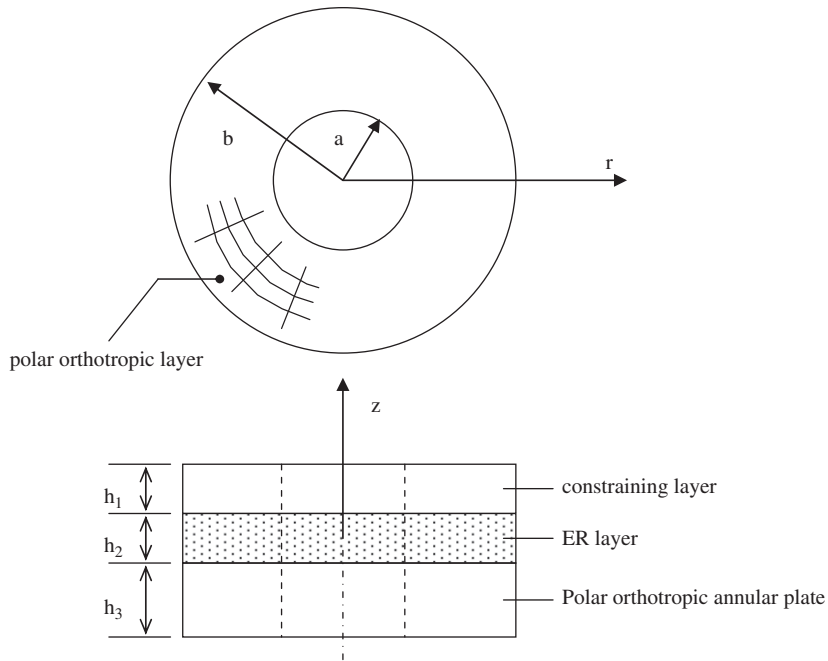 b
a
r
polar orthotropic layer
z
h1
constraining layer
h2
ER layer
h3
Polar orthotropic annular plate